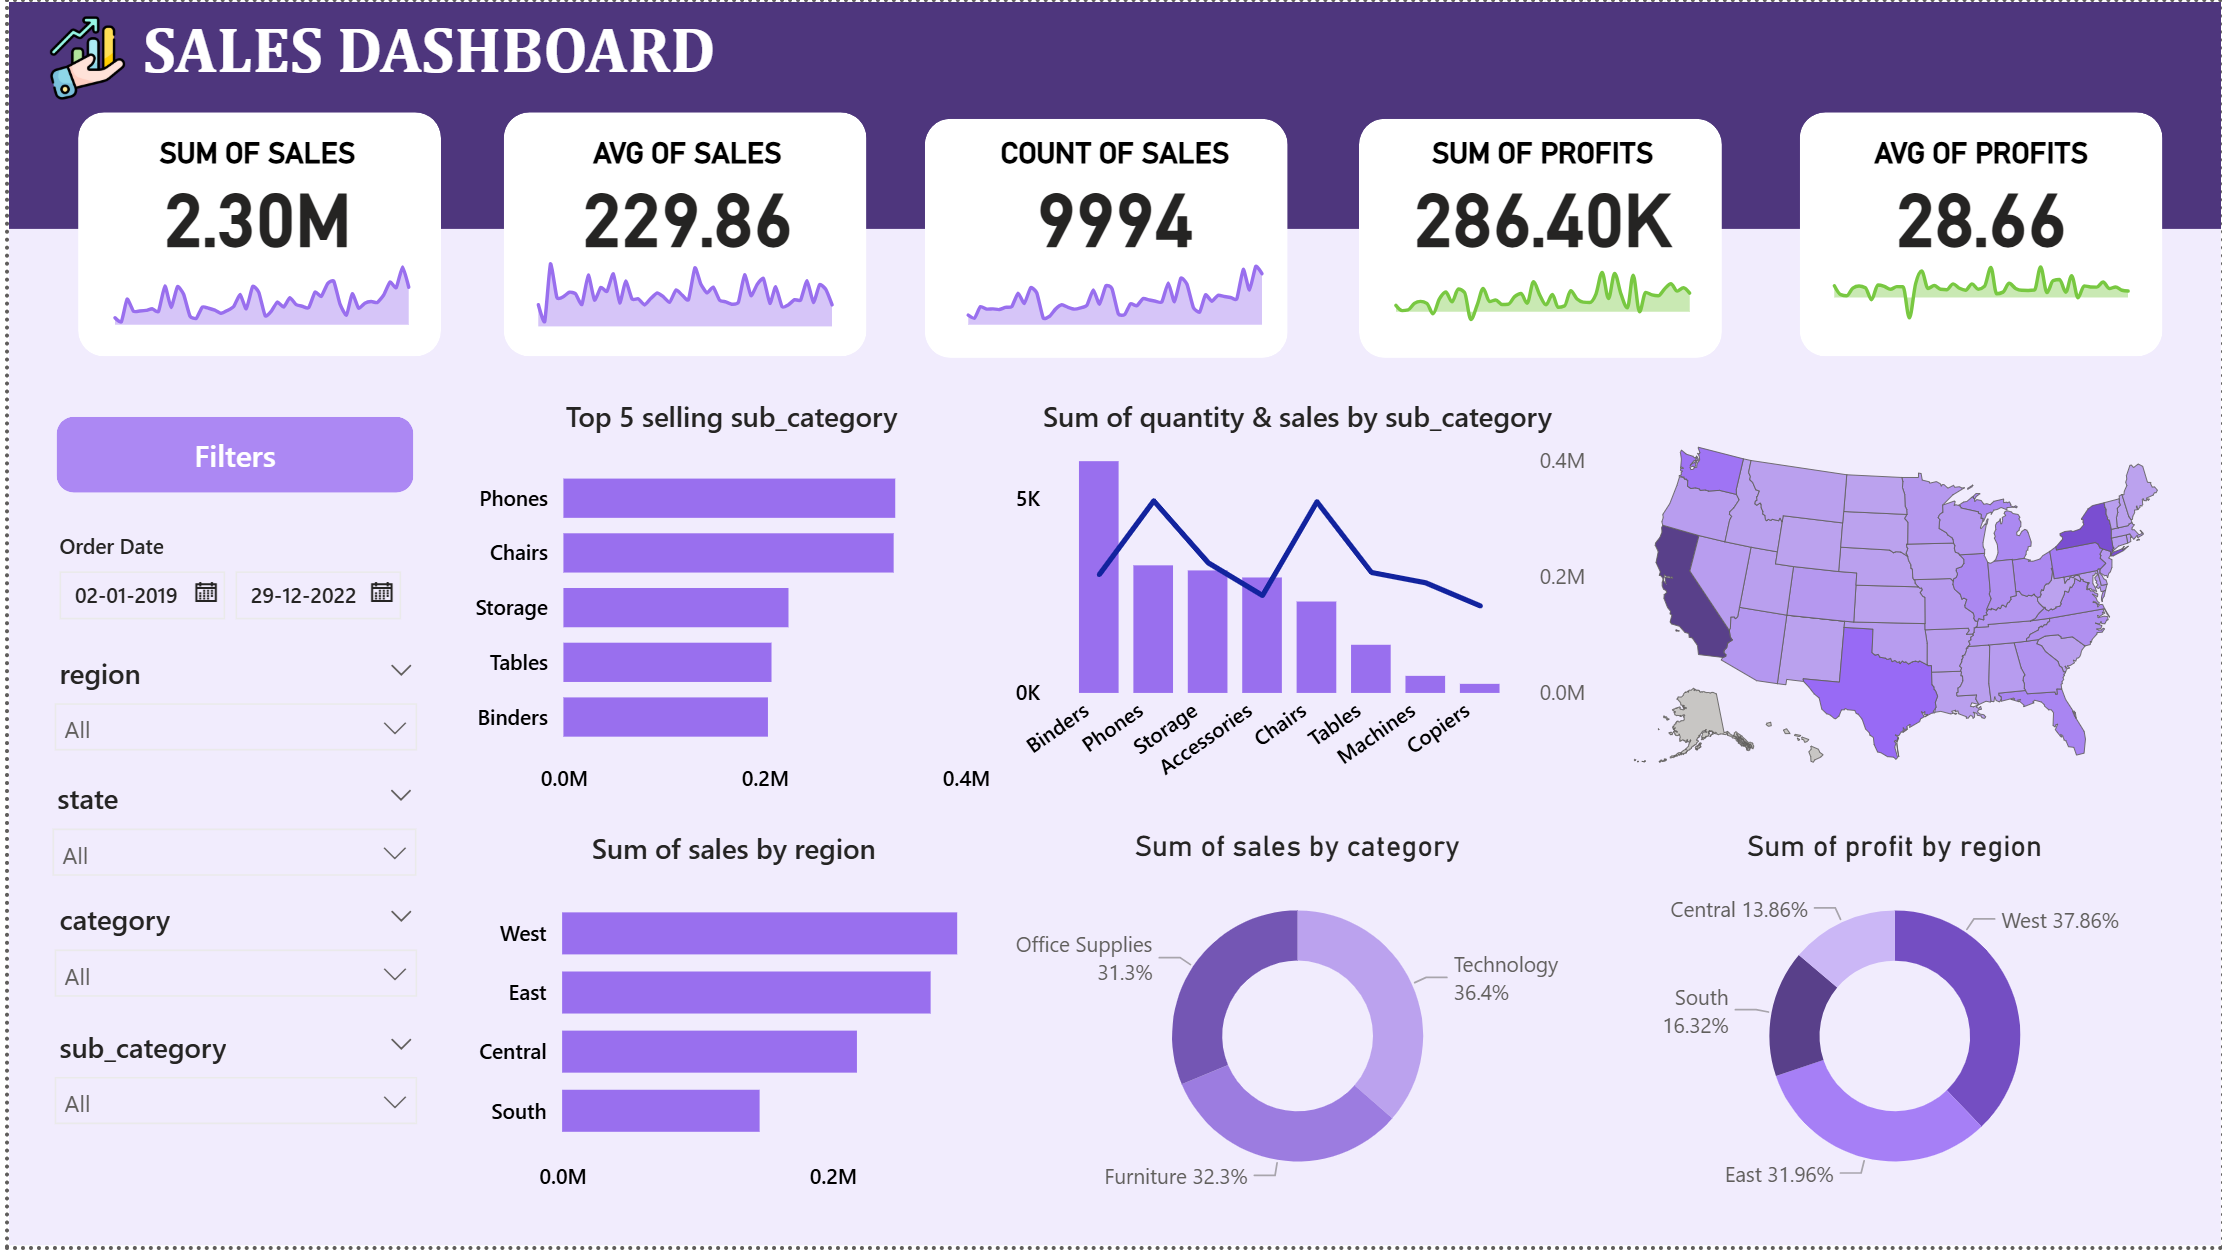 SALES DASHBOARD
SUM OF SALES
2.30M
AVG OF SALES
229.86
COUNT OF SALES
9994
SUM OF PROFITS
286.40K
AVG OF PROFITS
28.66
Filters
Order Date
02-01-2019
29-12-2022
region
All
state
All
category
All
sub_category
All
Top 5 selling sub_category
Phones
Chairs
Storage
Tables
Binders
0.0M
0.2M
0.4M
Sum of quantity & sales by sub_category
5K
0K
0.4M
0.2M
0.0M
Binders
Phones
Storage
Accessories
Chairs
Tables
Machines
Copiers
Sum of sales by region
West
East
Central
South
0.0M
0.2M
Sum of sales by category
Office Supplies
31.3%
Technology
36.4%
Furniture 32.3%
Sum of profit by region
Central 13.86%
West 37.86%
South
16.32%
East 31.96%